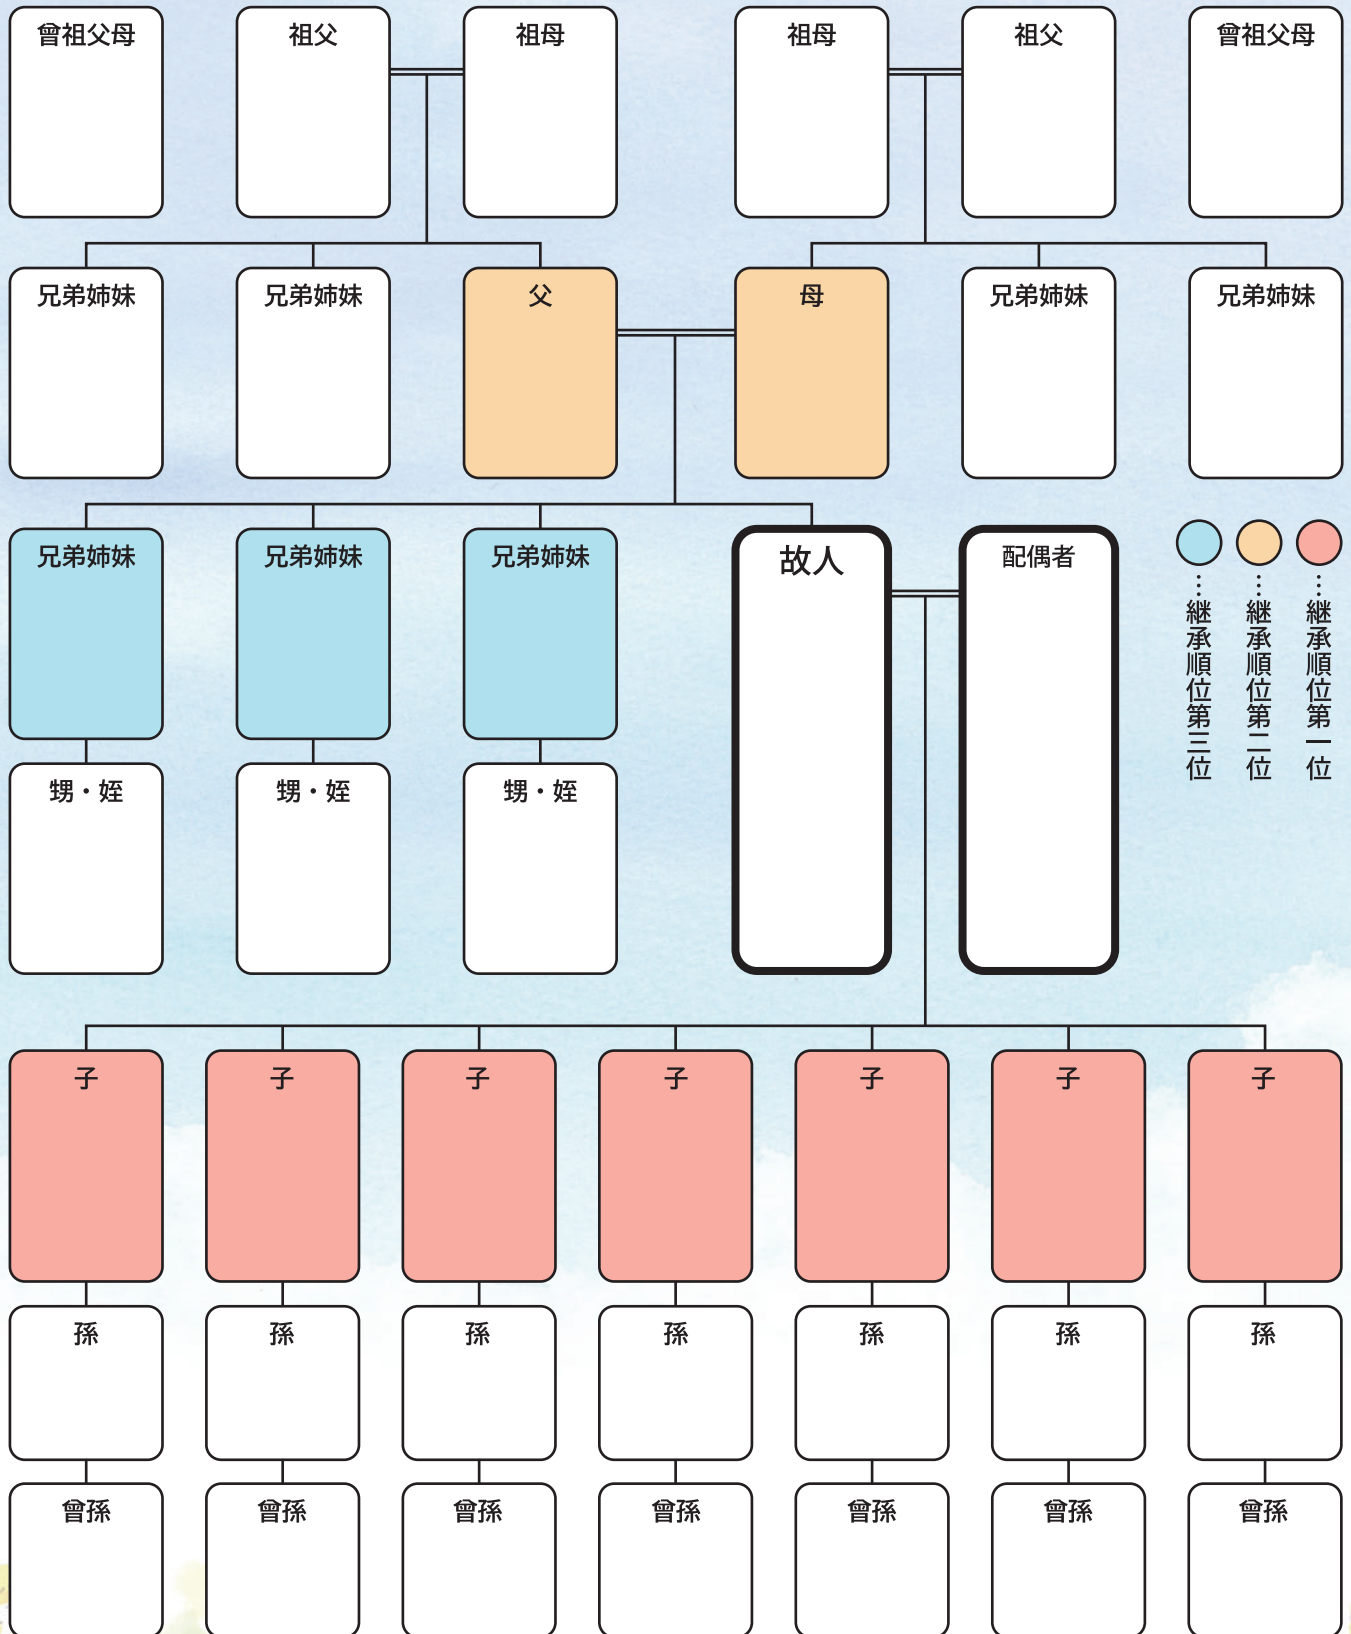 曾祖父母
祖父
祖母
祖母
祖父
曾祖父母
兄弟姉妹
兄弟姉妹
父
母
兄弟姉妹
兄弟姉妹
兄弟姉妹
兄弟姉妹
兄弟姉妹
故人
配偶者
…継承順位第一位
…継承順位第二位
…継承順位第三位
甥・姪
甥・姪
甥・姪
子
子
子
子
子
子
子
孫
孫
孫
孫
孫
孫
孫
曾孫
曾孫
曾孫
曾孫
曾孫
曾孫
曾孫